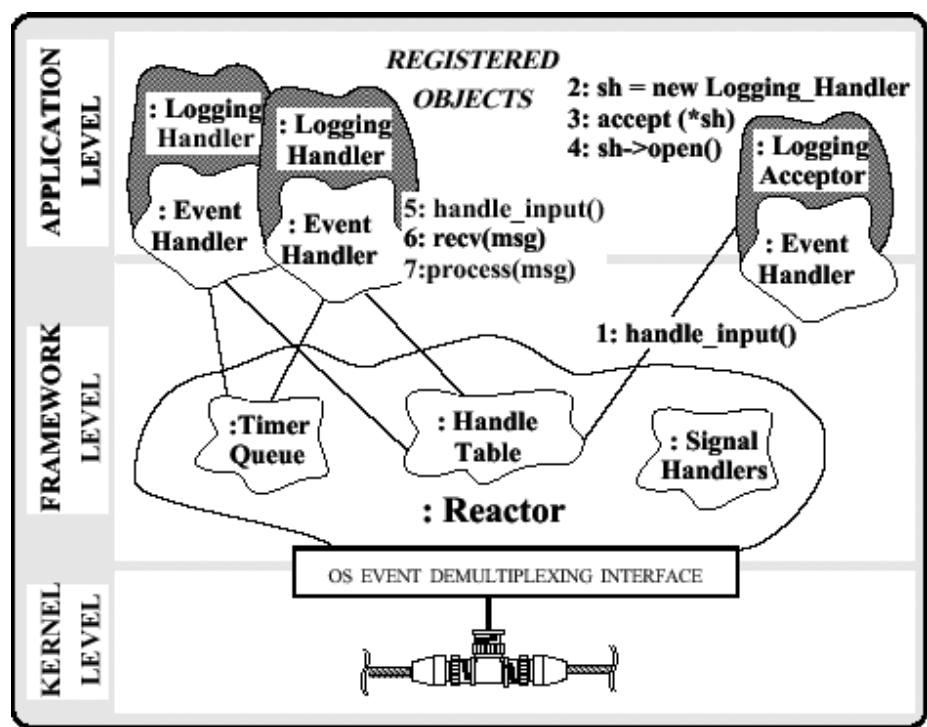 APPLICATION
LEVEL
REGISTERED
OBJECTS
: Logging
Handler
: Event
Handler
: Logging
Handler
: Event
Handler
2: sh = new Logging_Handler
3: accept (*sh)
4: sh->open()
: Logging
Acceptor
: Event
Handler
5: handle_input()
6: recv(msg)
7:process(msg)
FRAMEWORK
LEVEL
1: handle_input()
:Timer
Queue
: Handle
Table
: Signal
Handlers
: Reactor
OS EVENT DEMULTIPLEXING INTERFACE
KERNEL
LEVEL